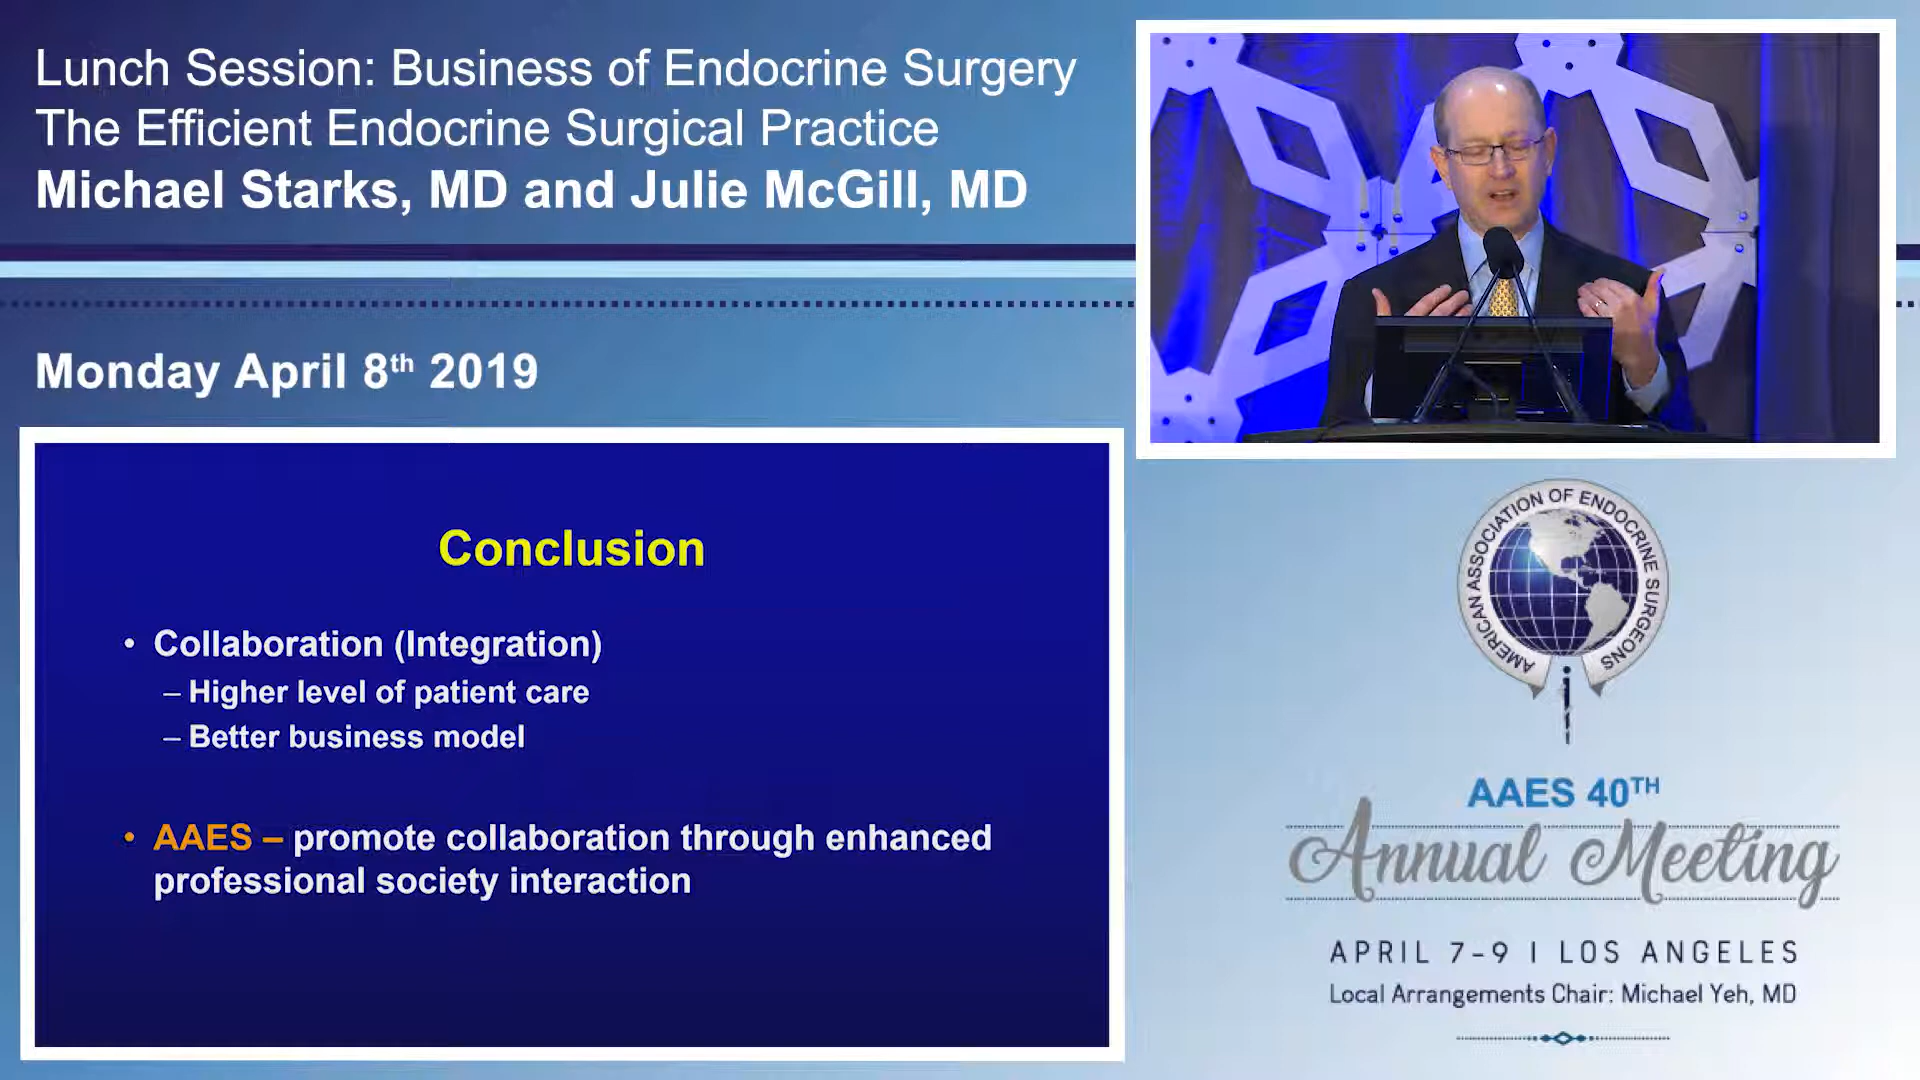 Lunch Session: Business of Endocrine Surgery
The Efficient Endocrine Surgical Practice
Michael Starks, MD and Julie McGill, MD
Monday April 8th 2019
Conclusion
• Collaboration (Integration)
– Higher level of patient care
– Better business model
• AAES – promote collaboration through enhanced
professional society interaction
AMERICAN ASSOCIATION OF ENDOCRINE SURGEONS
AAES 40TH
Annual Meeting
APRIL 7-9 | LOS ANGELES
Local Arrangements Chair: Michael Yeh, MD